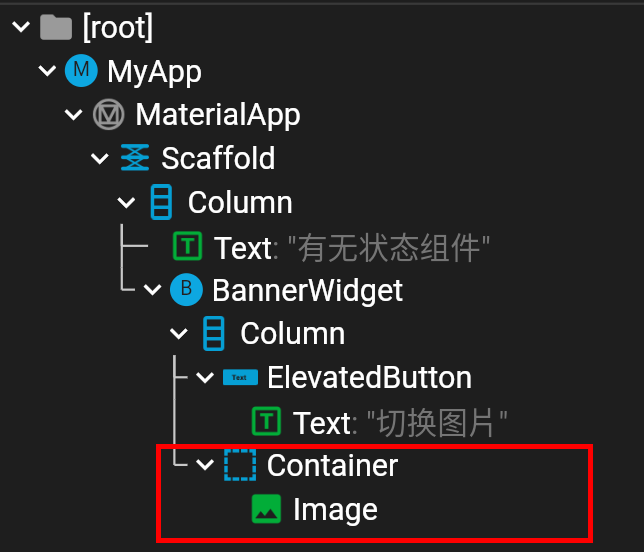 [root]
M MyApp
MaterialApp
Scaffold
Column
T Text: "有无状态组件"
B BannerWidget
Column
Text ElevatedButton
T Text: "切换图片"
Container
Image